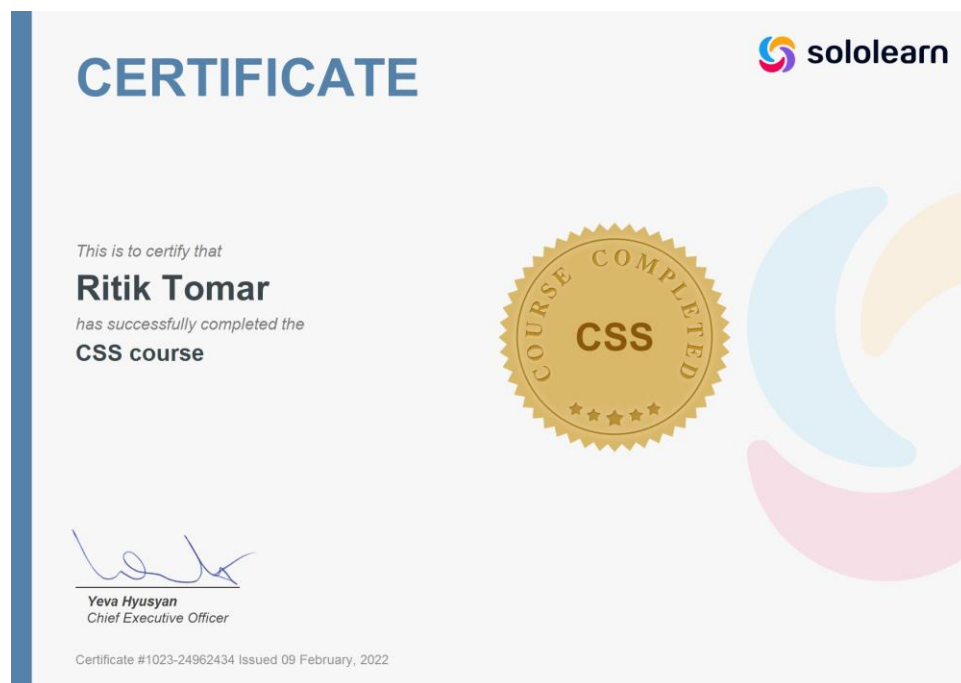 CERTIFICATE
sololearn
This is to certify that
Ritik Tomar
has successfully completed the
CSS course
COURSE COMPLETED
CSS
Yeva Hyusyan
Chief Executive Officer
Certificate #1023-24962434 Issued 09 February, 2022